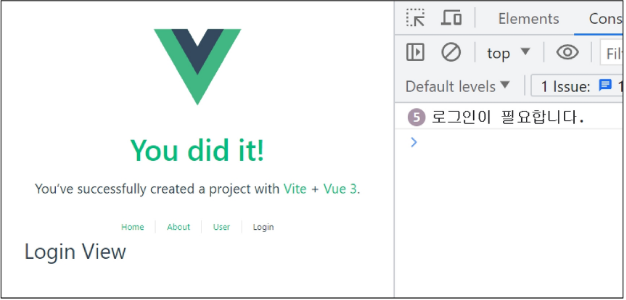 You did it!
You've successfully created a project with Vite + Vue 3.
Home About User Login
Login View
Elements Cons
top Fil
Default levels 1 Issue: 1
5 로그인이 필요합니다.